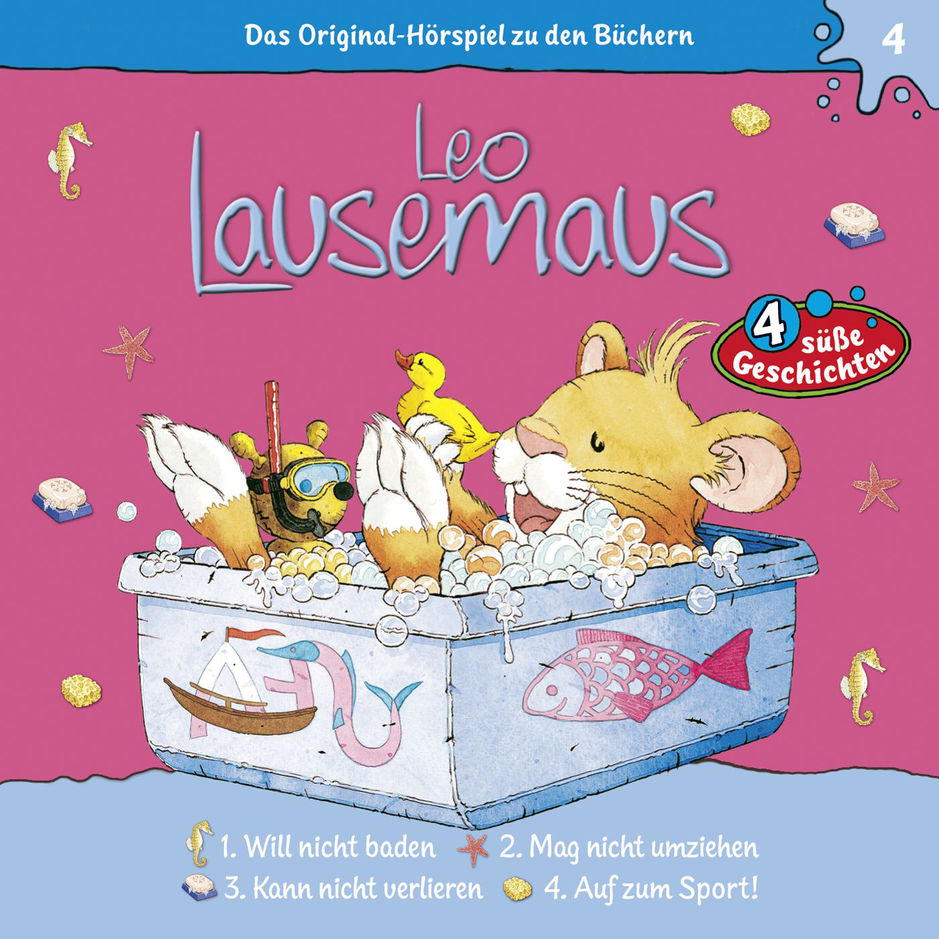 Das Original-Hörspiel zu den Büchern
4
Leo
Lausemaus
4 süße
Geschichten
1. Will nicht baden 2. Mag nicht umziehen
3. Kann nicht verlieren 4. Auf zum Sport!